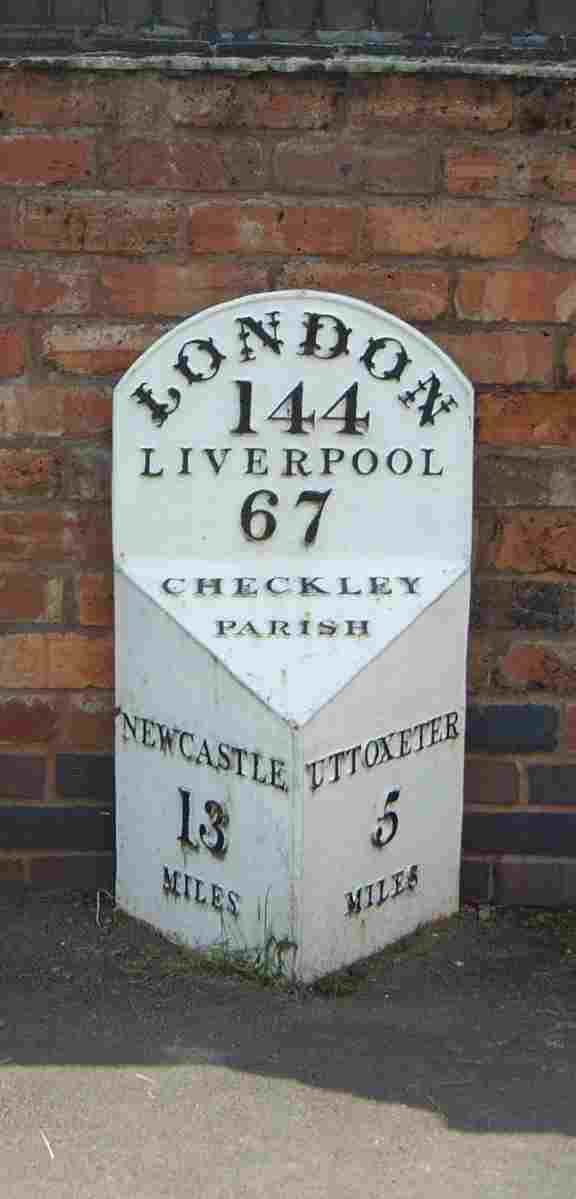 LONDON
144
LIVERPOOL
67
CHECKLEY
PARISH
NEWCASTLE
13
MILES
UTTOXETER
5
MILES